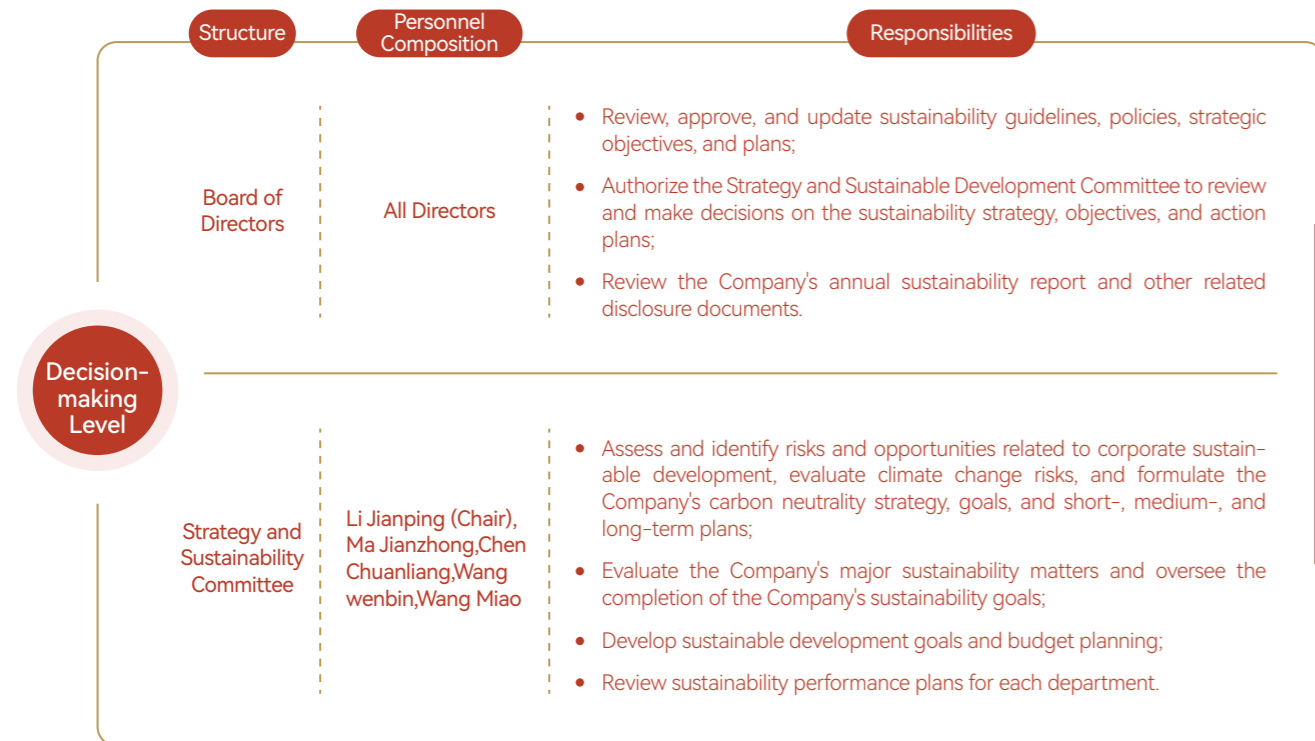 Structure
Personnel
Composition
Responsibilities
Decision-
making
Level
Board of
Directors
All Directors
• Review, approve, and update sustainability guidelines, policies, strategic
objectives, and plans;
• Authorize the Strategy and Sustainable Development Committee to review
and make decisions on the sustainability strategy, objectives, and action
plans;
• Review the Company's annual sustainability report and other related
disclosure documents.
Strategy and
Sustainability
Committee
Li Jianping (Chair),
Ma Jianzhong,Chen
Chuanliang,Wang
wenbin,Wang Miao
• Assess and identify risks and opportunities related to corporate sustain-
able development, evaluate climate change risks, and formulate the
Company's carbon neutrality strategy, goals, and short-, medium-, and
long-term plans;
• Evaluate the Company's major sustainability matters and oversee the
completion of the Company's sustainability goals;
• Develop sustainable development goals and budget planning;
• Review sustainability performance plans for each department.